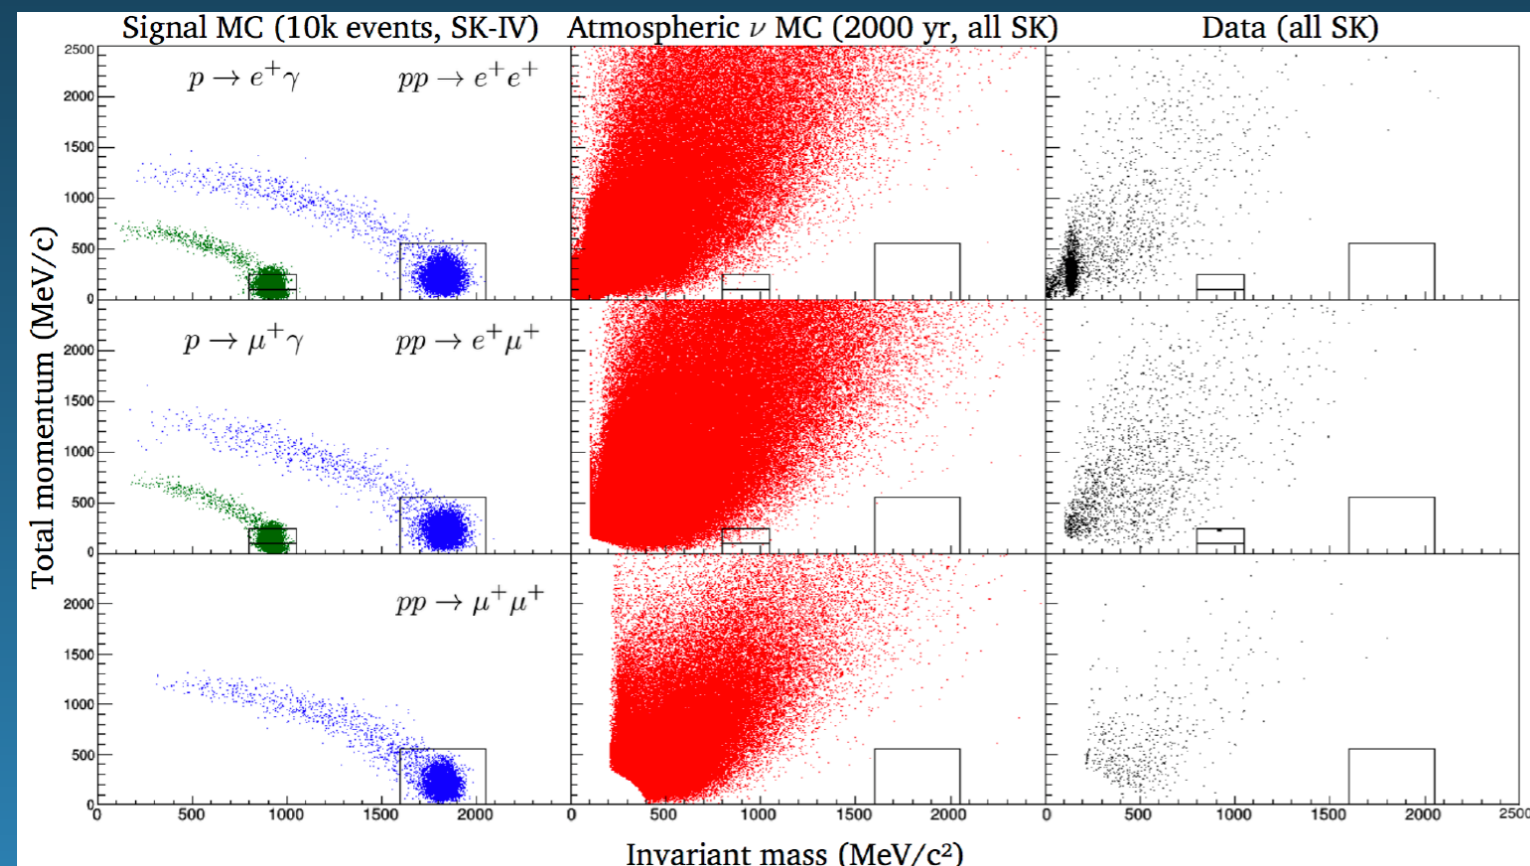 Signal MC (10k events, SK-IV) Atmospheric ν MC (2000 yr, all SK) Data (all SK)
Total momentum (MeV/c)
2500
2000
1500
1000
500
0
p → e⁺γ pp → e⁺e⁺
2000
1500
1000
500
0
p → μ⁺γ pp → e⁺μ⁺
2000
1500
1000
500
0
pp → μ⁺μ⁺
0 500 1000 1500 2000 0 500 1000 1500 2000 0 500 1000 1500 2000 2500
Invariant mass (MeV/c²)